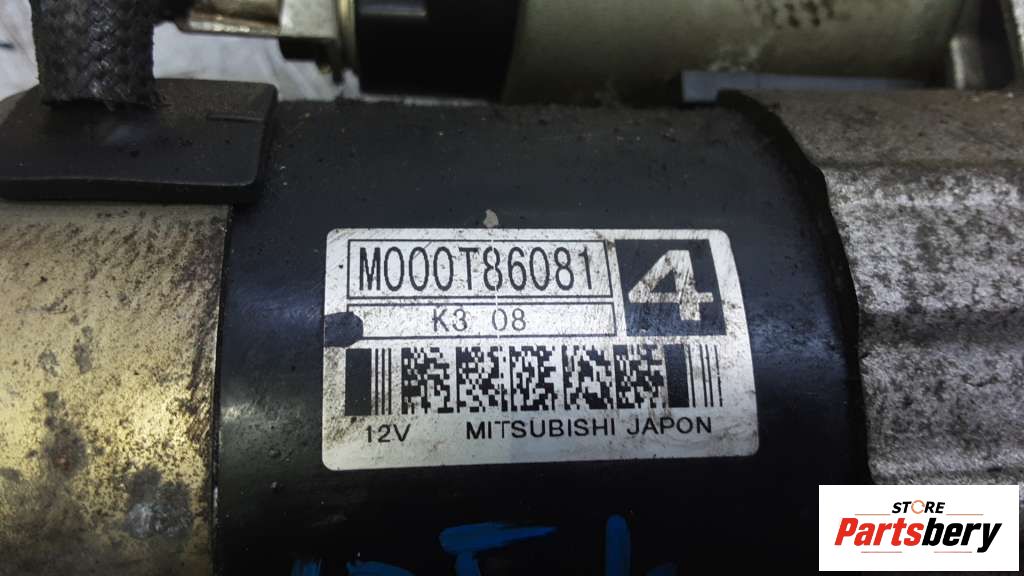 M000T86081
4
K3 08
12V MITSUBISHI JAPON
STORE
Partsbery